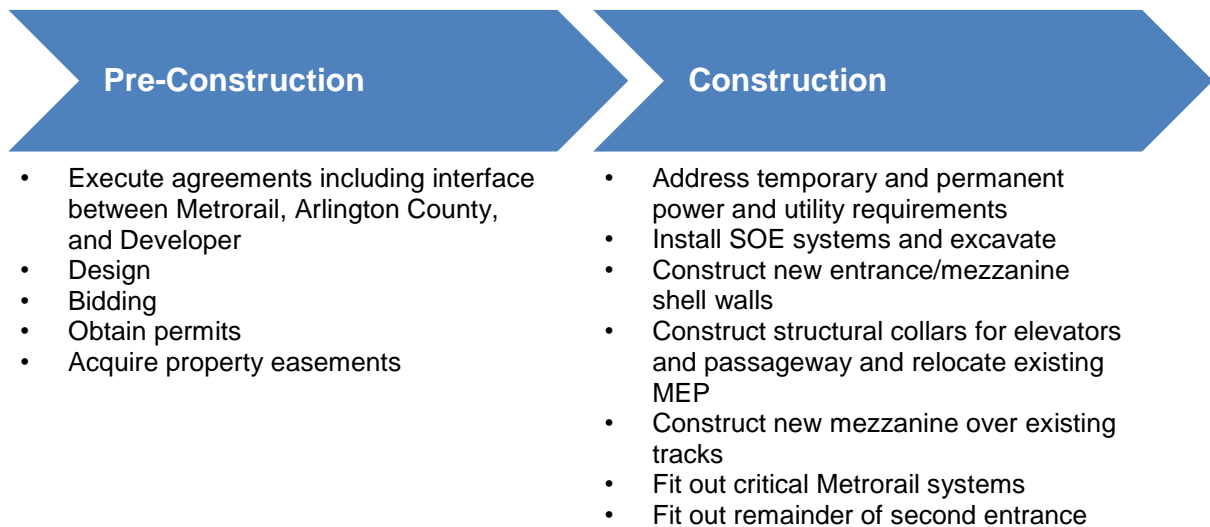 Pre-Construction
• Execute agreements including interface
between Metrorail, Arlington County,
and Developer
• Design
• Bidding
• Obtain permits
• Acquire property easements
Construction
• Address temporary and permanent
power and utility requirements
• Install SOE systems and excavate
• Construct new entrance/mezzanine
shell walls
• Construct structural collars for elevators
and passageway and relocate existing
MEP
• Construct new mezzanine over existing
tracks
• Fit out critical Metrorail systems
• Fit out remainder of second entrance